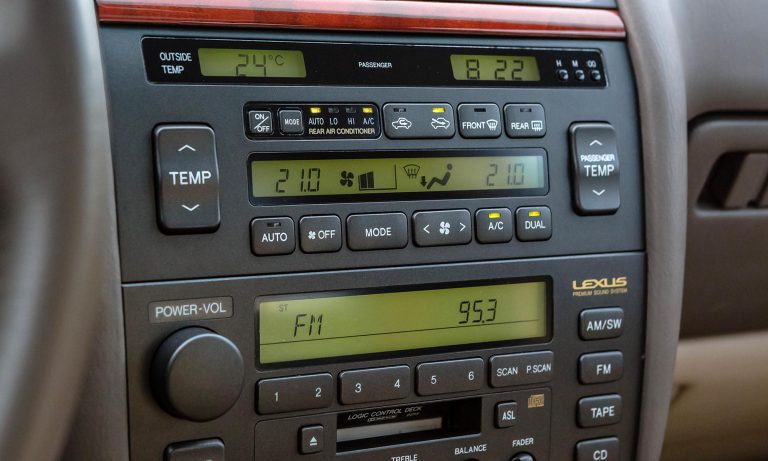 OUTSIDE TEMP
24°C
PASSENGER
8:22
H M :00
ON/OFF
MODE
AUTO LO HI A/C
REAR AIR CONDITIONER
FRONT
REAR
TEMP
21.0
21.0
PASSENGER TEMP
AUTO
OFF
MODE
A/C
DUAL
LEXUS
PREMIUM SOUND SYSTEM
POWER-VOL
ST
FM
95.3
AM/SW
1 2
3 4
5 6
SCAN
P SCAN
FM
LOGIC CONTROL DECK
ASL
TAPE
TREBLE
BALANCE
FADER
CD